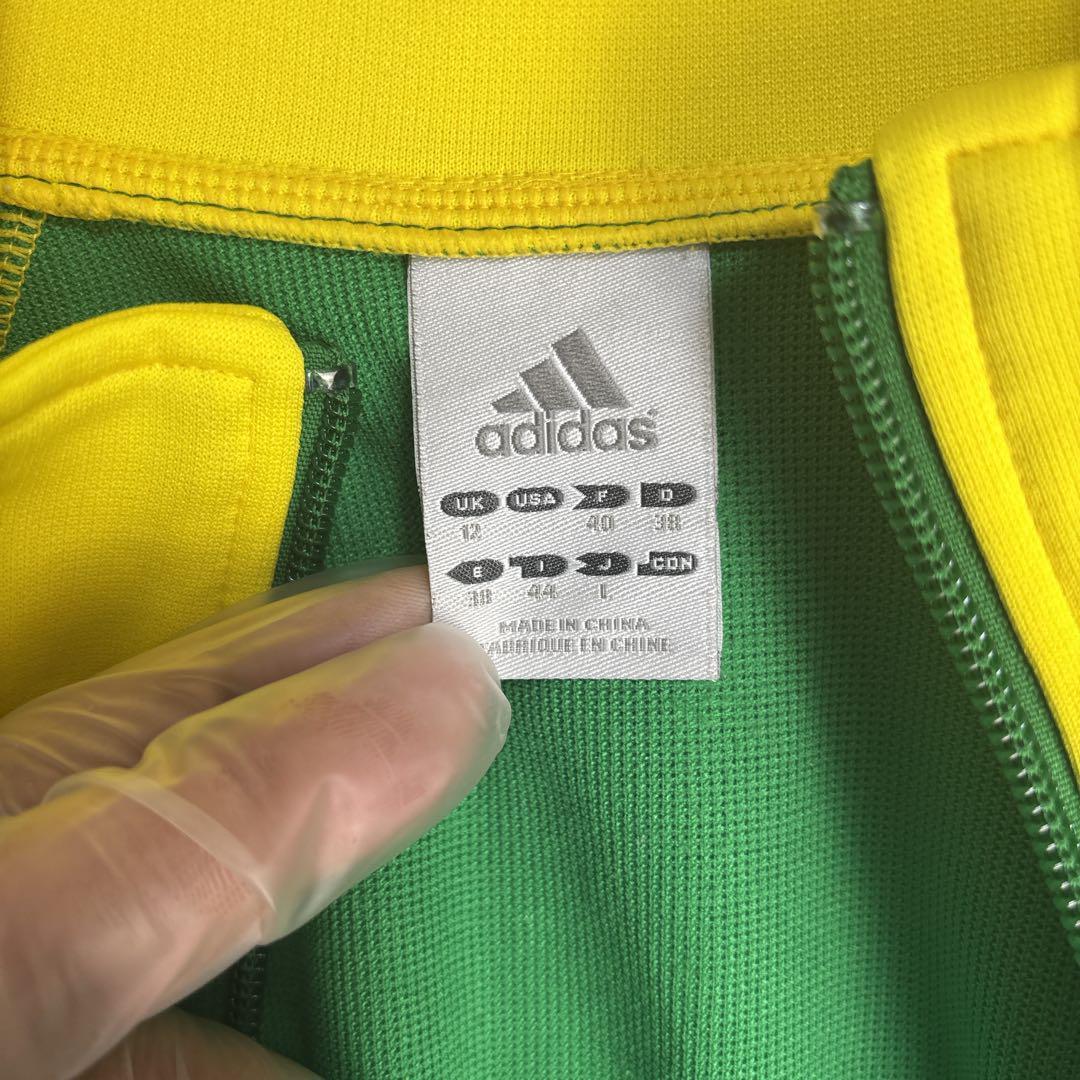 adidas
UK USA F D
12 40 38
E I J CDN
38 44 L
MADE IN CHINA
FABRIQUE EN CHINE